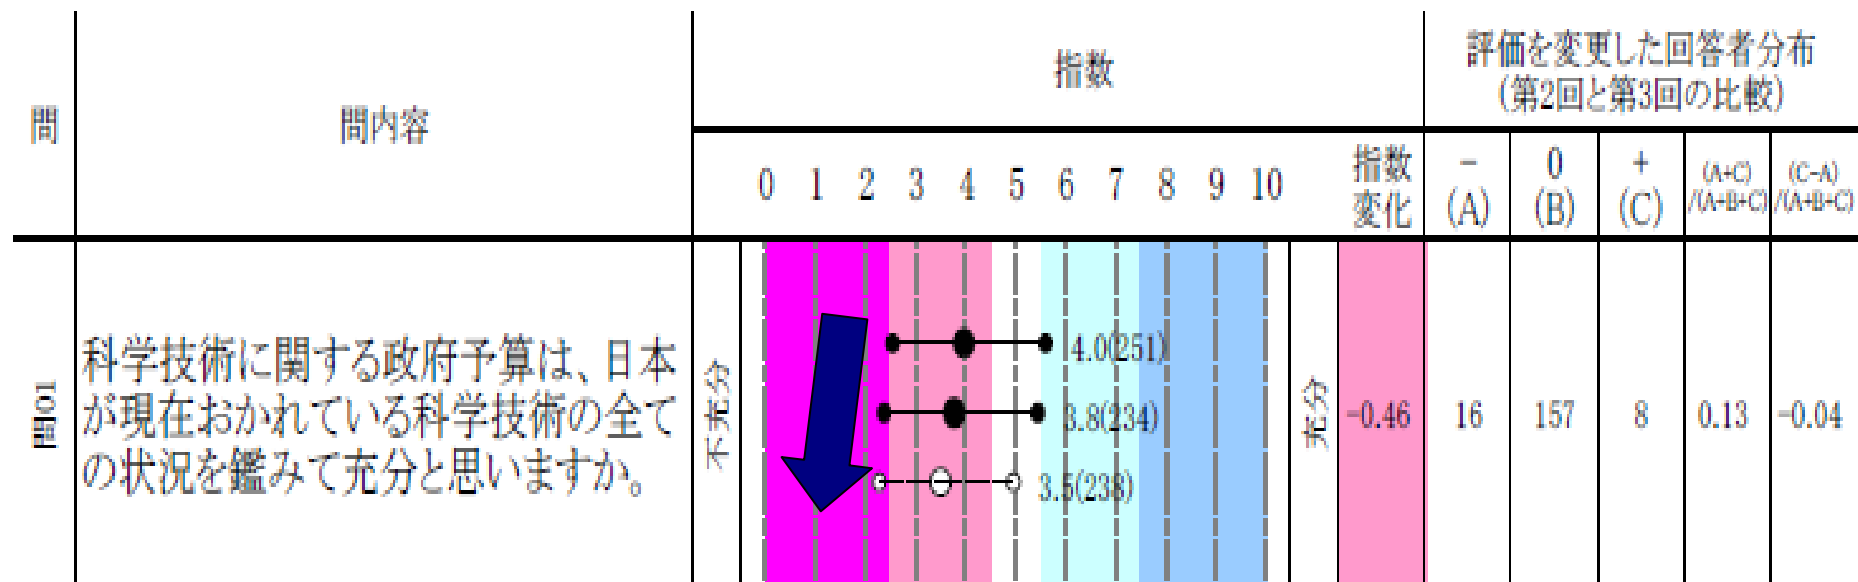 問
問内容
指数
評価を変更した回答者分布
(第2回と第3回の比較)
0 1 2 3 4 5 6 7 8 9 10
指数
変化
-
(A)
0
(B)
+
(C)
(A+C)
/(A+B+C)
(C-A)
/(A+B+C)
問01
科学技術に関する政府予算は、日本
が現在おかれている科学技術の全て
の状況を鑑みて充分と思いますか。
不充分
4.0(251)
3.8(234)
3.5(238)
充分
-0.46
16
157
8
0.13
-0.04